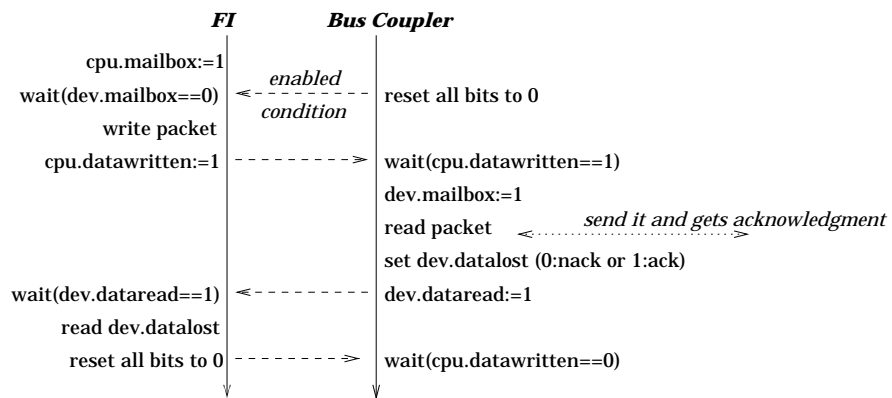 FI Bus Coupler
cpu.mailbox:=1
enabled
wait(dev.mailbox==0) reset all bits to 0
condition
write packet
cpu.datawritten:=1 wait(cpu.datawritten==1)
dev.mailbox:=1
send it and gets acknowledgment
read packet
set dev.datalost (0:nack or 1:ack)
wait(dev.dataread==1) dev.dataread:=1
read dev.datalost
reset all bits to 0 wait(cpu.datawritten==0)